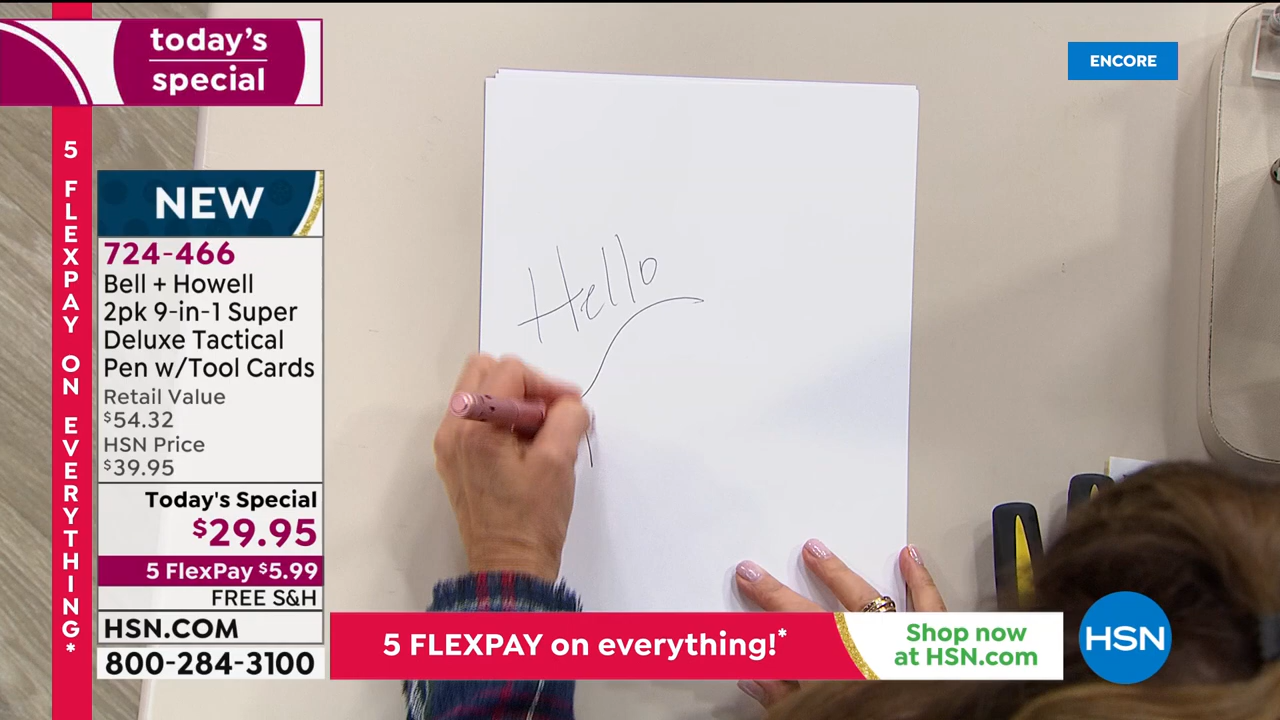 today's
special
ENCORE
5 FLEXPAY ON EVERYTHING*
NEW
724-466
Bell + Howell
2pk 9-in-1 Super
Deluxe Tactical
Pen w/Tool Cards
Retail Value
$54.32
HSN Price
$39.95
Today's Special
$29.95
5 FlexPay $5.99
FREE S&H
HSN.COM
800-284-3100
Hello
5 FLEXPAY on everything!*
Shop now
at HSN.com
HSN